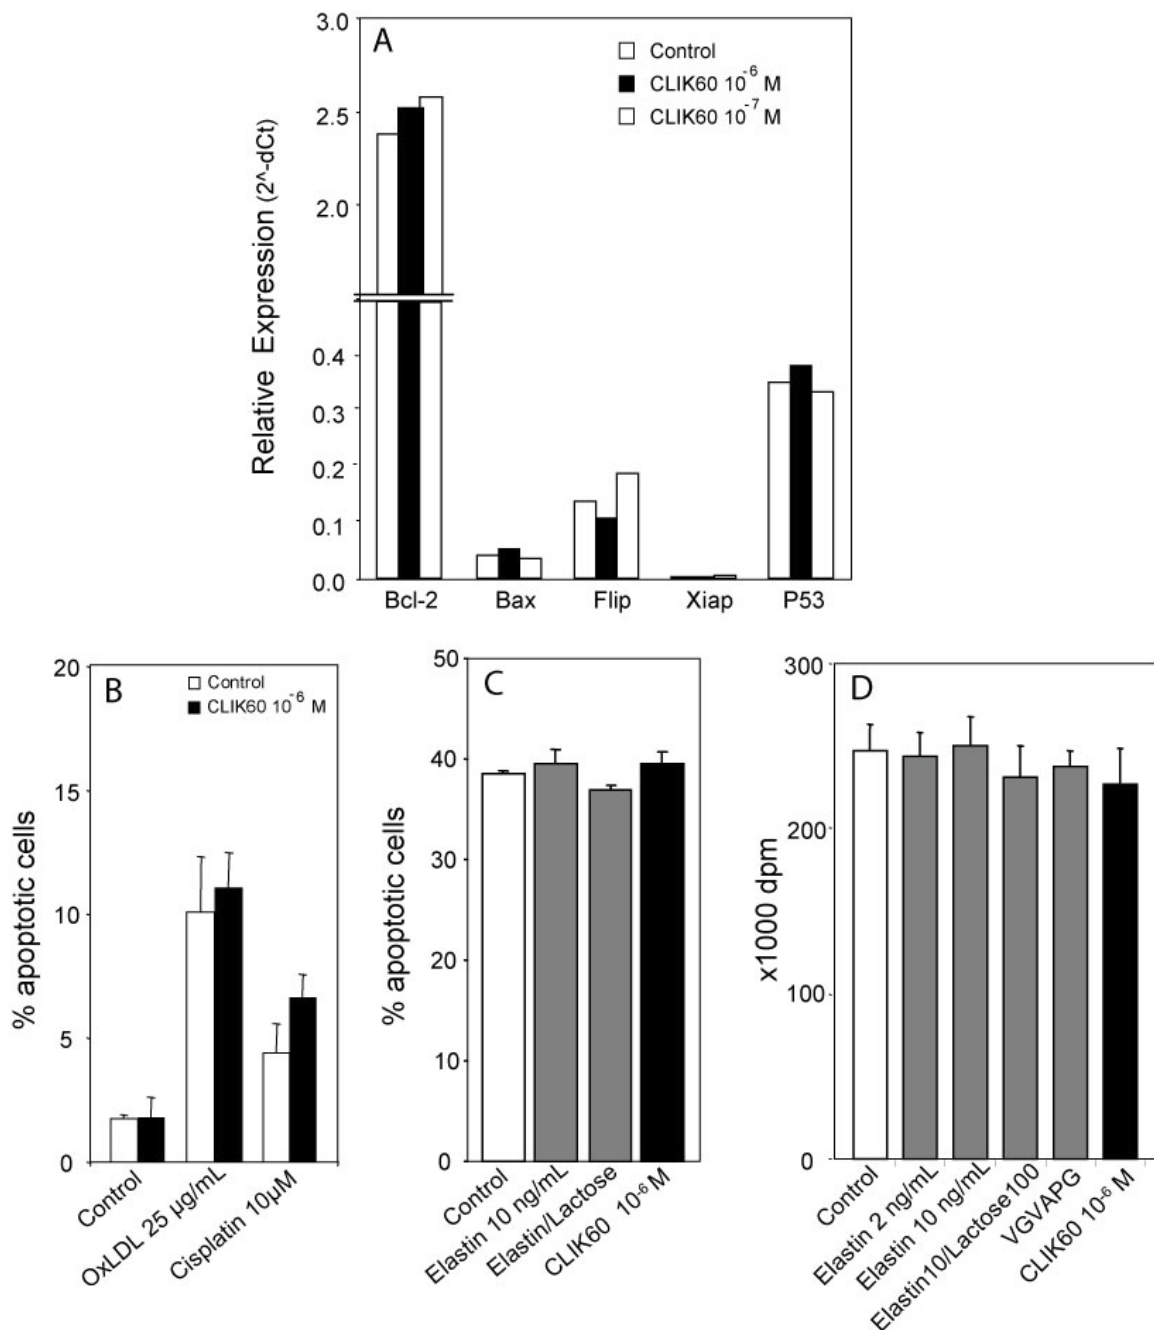 A
3.0
2.5
2.0
0.4
0.3
0.2
0.1
0.0
Relative Expression (2^-dCt)
Control
CLIK60 10-6 M
CLIK60 10-7 M
Bcl-2 Bax Flip Xiap P53
B
20
15
10
5
0
% apoptotic cells
Control
CLIK60 10-6 M
Control
OxLDL 25 µg/mL
Cisplatin 10µM
C
50
40
30
20
10
0
% apoptotic cells
Control
Elastin 10 ng/mL
Elastin/Lactose
CLIK60 10-6 M
D
300
200
100
0
x1000 dpm
Control
Elastin 2 ng/mL
Elastin 10 ng/mL
Elastin10/Lactose100
VGVAPG
CLIK60 10-6 M